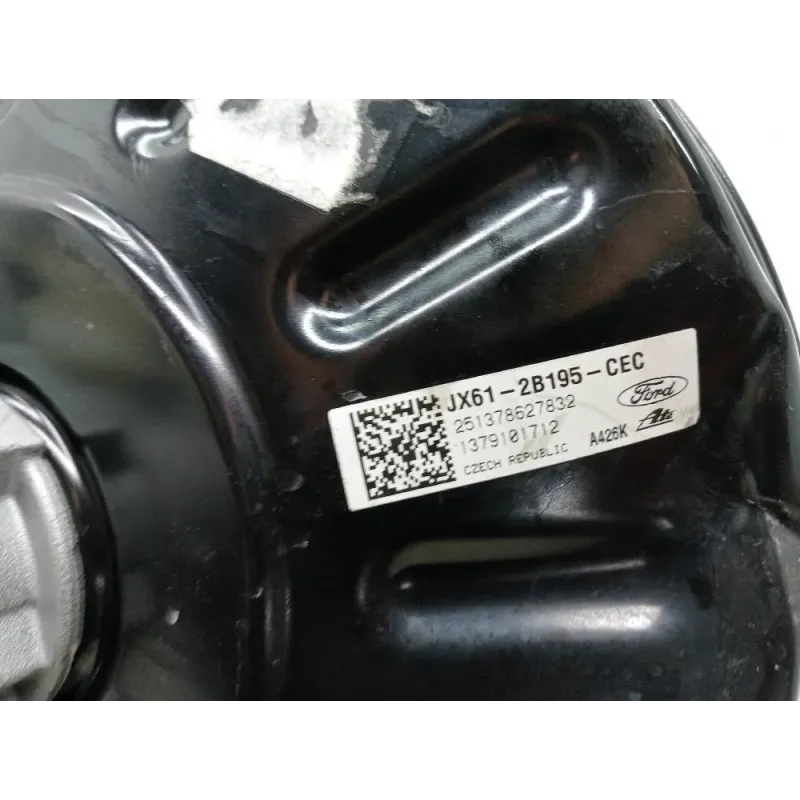 JX61-2B195-CEC
251378627832
1379101712
CZECH REPUBLIC
A426K
Ford
Ate